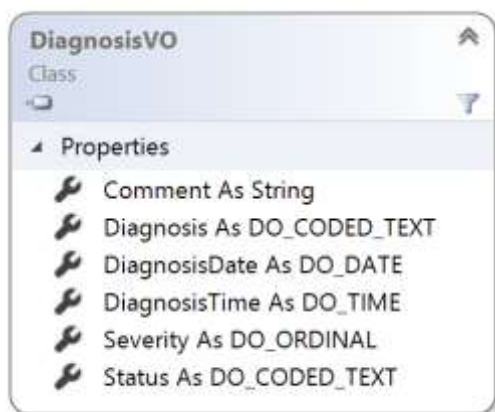 DiagnosisVO
Class
Properties
Comment As String
Diagnosis As DO_CODED_TEXT
DiagnosisDate As DO_DATE
DiagnosisTime As DO_TIME
Severity As DO_ORDINAL
Status As DO_CODED_TEXT